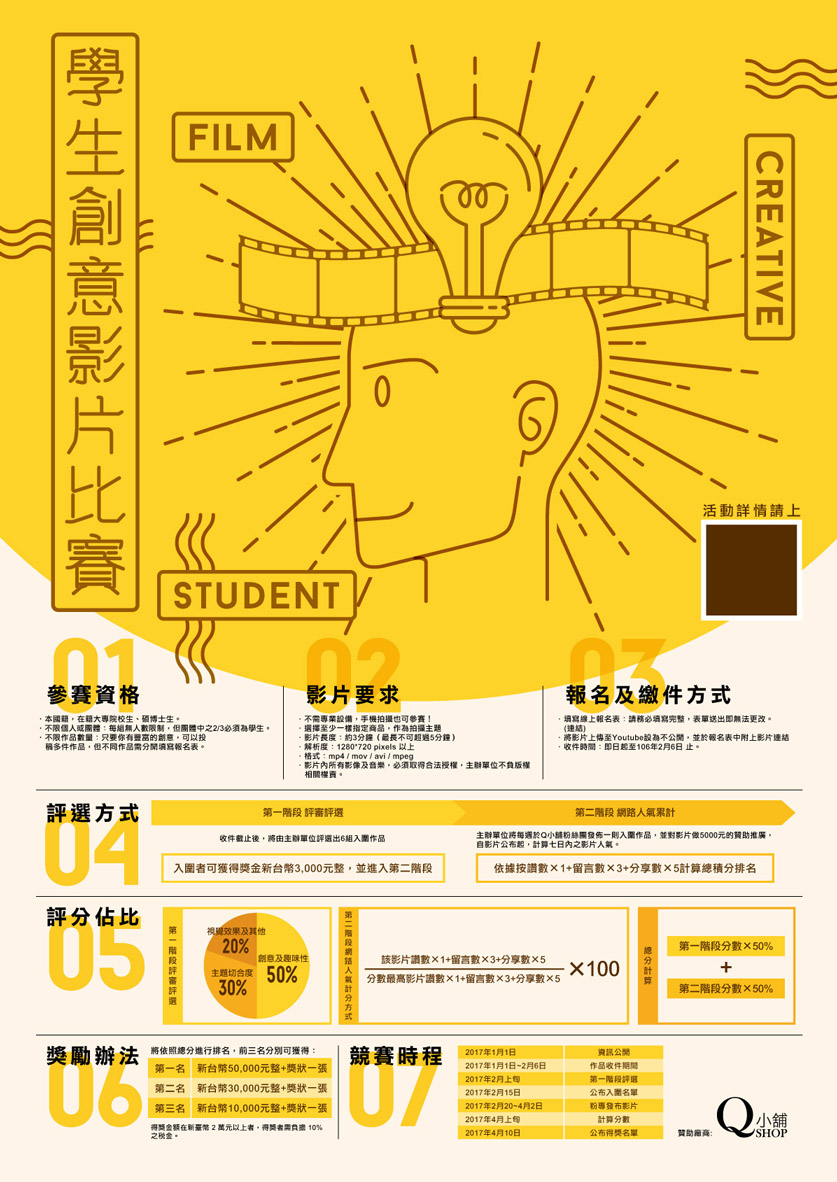 學生創意影片比賽
FILM
CREATIVE
STUDENT
活動詳情請上
01
參賽資格
・本國籍，在籍大專院校生、碩博士生。
・不限個人或團體：每組無人數限制，但團體中之2/3必須為學生。
・不限作品數量：只要你有豐富的創意，可以投
稿多件作品，但不同作品需分開填寫報名表。
02
影片要求
・不需專業設備，手機拍攝也可參賽！
・選擇至少一樣指定商品，作為拍攝主題
・影片長度：約3分鐘（最長不可超過5分鐘）
・解析度：1280*720 pixels 以上
・格式：mp4 / mov / avi / mpeg
・影片內所有影像及音樂，必須取得合法授權，主辦單位不負版權
相關權責。
03
報名及繳件方式
・填寫線上報名表：請務必填寫完整，表單送出即無法更改。
(連結)
・將影片上傳至Youtube設為不公開，並於報名表中附上影片連結
・收件時間：即日起至106年2月6日 止。
04
評選方式
第一階段 評審評選
收件截止後，將由主辦單位評選出6組入圍作品
入圍者可獲得獎金新台幣3,000元整，並進入第二階段
第二階段 網路人氣累計
主辦單位將每週於Q小舖粉絲團發佈一則入圍作品，並對影片做5000元的贊助推廣，
自影片公布起，計算七日內之影片人氣。
依據按讚數×1+留言數×3+分享數×5計算總積分排名
05
評分佔比
第一階段評審評選
視覺效果及其他
20%
創意及趣味性
50%
主題切合度
30%
第二階段網路人氣計分方式
該影片讚數×1+留言數×3+分享數×5
分數最高影片讚數×1+留言數×3+分享數×5
×100
總分計算
第一階段分數×50%
+
第二階段分數×50%
06
獎勵辦法
將依照總分進行排名，前三名分別可獲得：
第一名 新台幣50,000元整+獎狀一張
第二名 新台幣30,000元整+獎狀一張
第三名 新台幣10,000元整+獎狀一張
得獎金額在新臺幣 2 萬元以上者，得獎者需負擔 10%
之稅金。
07
競賽時程
2017年1月1日 資訊公開
2017年1月1日~2月6日 作品收件期間
2017年2月上旬 第一階段評選
2017年2月15日 公布入圍名單
2017年2月20~4月2日 粉專發布影片
2017年4月上旬 計算分數
2017年4月10日 公布得獎名單
贊助廠商:
Q小舖
SHOP